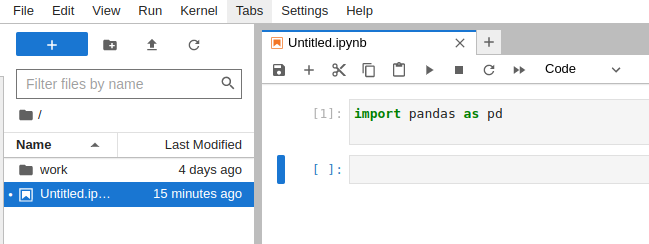 File Edit View Run Kernel Tabs Settings Help
+
Filter files by name
/
Name Last Modified
work 4 days ago
Untitled.ip… 15 minutes ago
Untitled.ipynb
Code
[1]: import pandas as pd
[ ]: